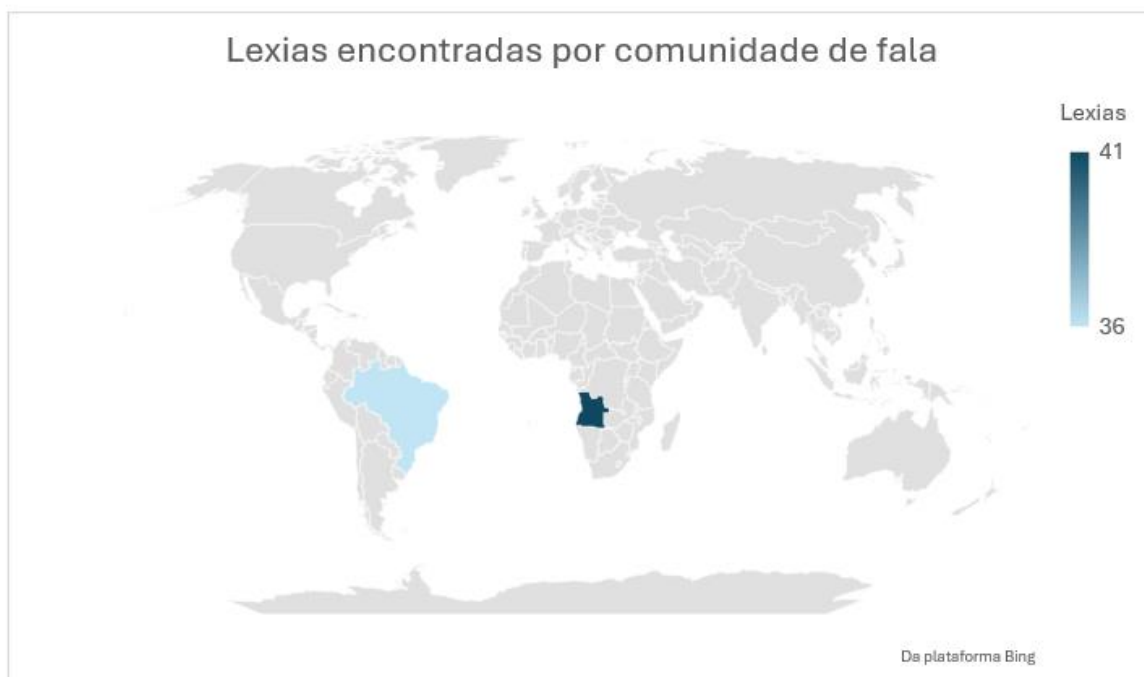 Lexias encontradas por comunidade de fala
Lexias
41
36
Da plataforma Bing